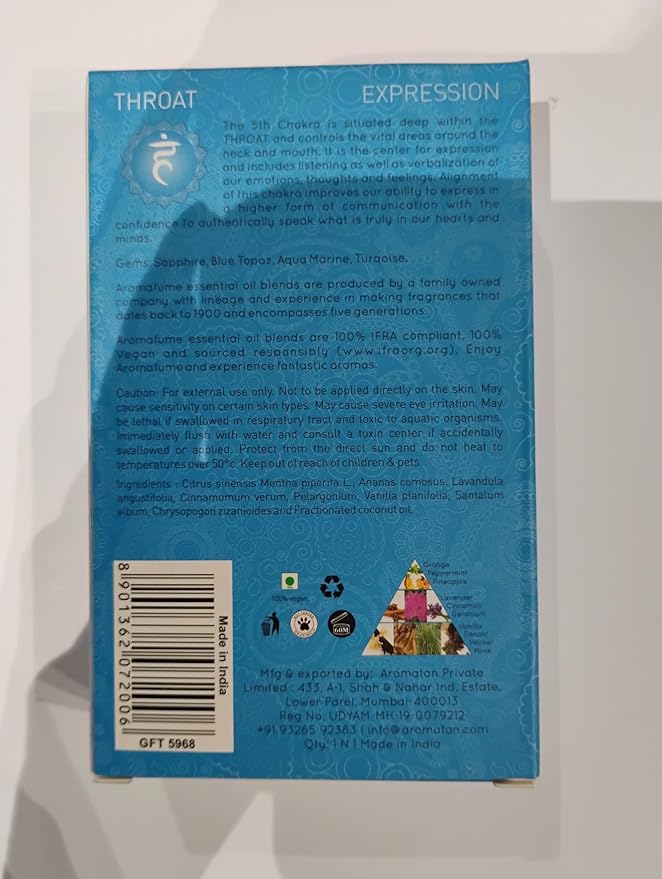 THROAT EXPRESSION
The 5th Chakra is situated deep within the
THROAT and controls the vital areas around the
neck and mouth. It is the center for expression
and includes listening as well as verbalization of
our emotions, thoughts and feelings. Alignment
of this chakra improves our ability to express in
a higher form of communication with the
confidence to authentically speak what is truly in our hearts and
minds.
Gems: Sapphire, Blue Topaz, Aqua Marine, Turqoise.
Aromafume essential oil blends are produced by a family owned
company with lineage and experience in making fragrances that
dates back to 1900 and encompasses five generations.
Aromafume essential oil blends are 100% IFRA compliant, 100%
Vegan and sourced responsibly (www.ifraorg.org). Enjoy
Aromafume and experience fantastic aromas.
Caution: For external use only. Not to be applied directly on the skin. May
cause sensitivity on certain skin types. May cause severe eye irritation. May
be lethal if swallowed in respiratory tract and toxic to aquatic organisms.
Immediately flush with water and consult a toxin center if accidentally
swallowed or applied. Protect from the direct sun and do not heat to
temperatures over 50°c. Keep out of reach of children & pets.
Ingredients : Citrus sinensis Mentha piperita L., Ananas comosus, Lavandula
angustifolia, Cinnamomum verum, Pelargonium, Vanilla planifolia, Santalum
album, Chrysopogon zizanioides and Fractionated coconut oil.
8 901362 072006
Made in India
GFT 5968
100% vegan
60M
Orange
Peppermint
Pineapple
Lavender
Cinnamon
Geranium
Vanilla
Sandal
Vetiver
Mfg & exported by: Aromatan Private
Limited : 433, A-1, Shah & Nahar Ind. Estate,
Lower Parel, Mumbai-400013
Reg No. UDYAM MH-19-0079212
+91 93265 92383 | info@aromatan.com
Qty: 1 N | Made in India